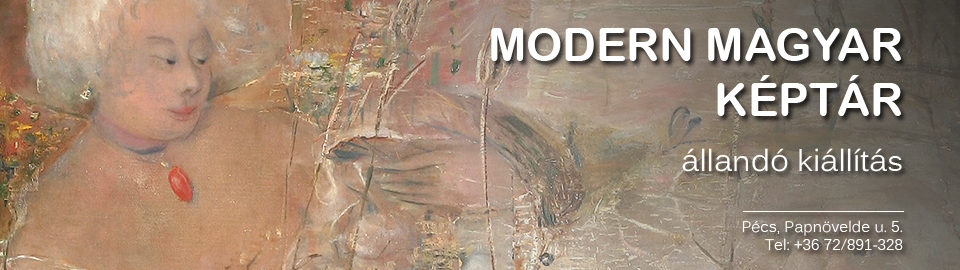 MODERN MAGYAR
KÉPTÁR
állandó kiállítás
Pécs, Papnövelde u. 5.
Tel: +36 72/891-328